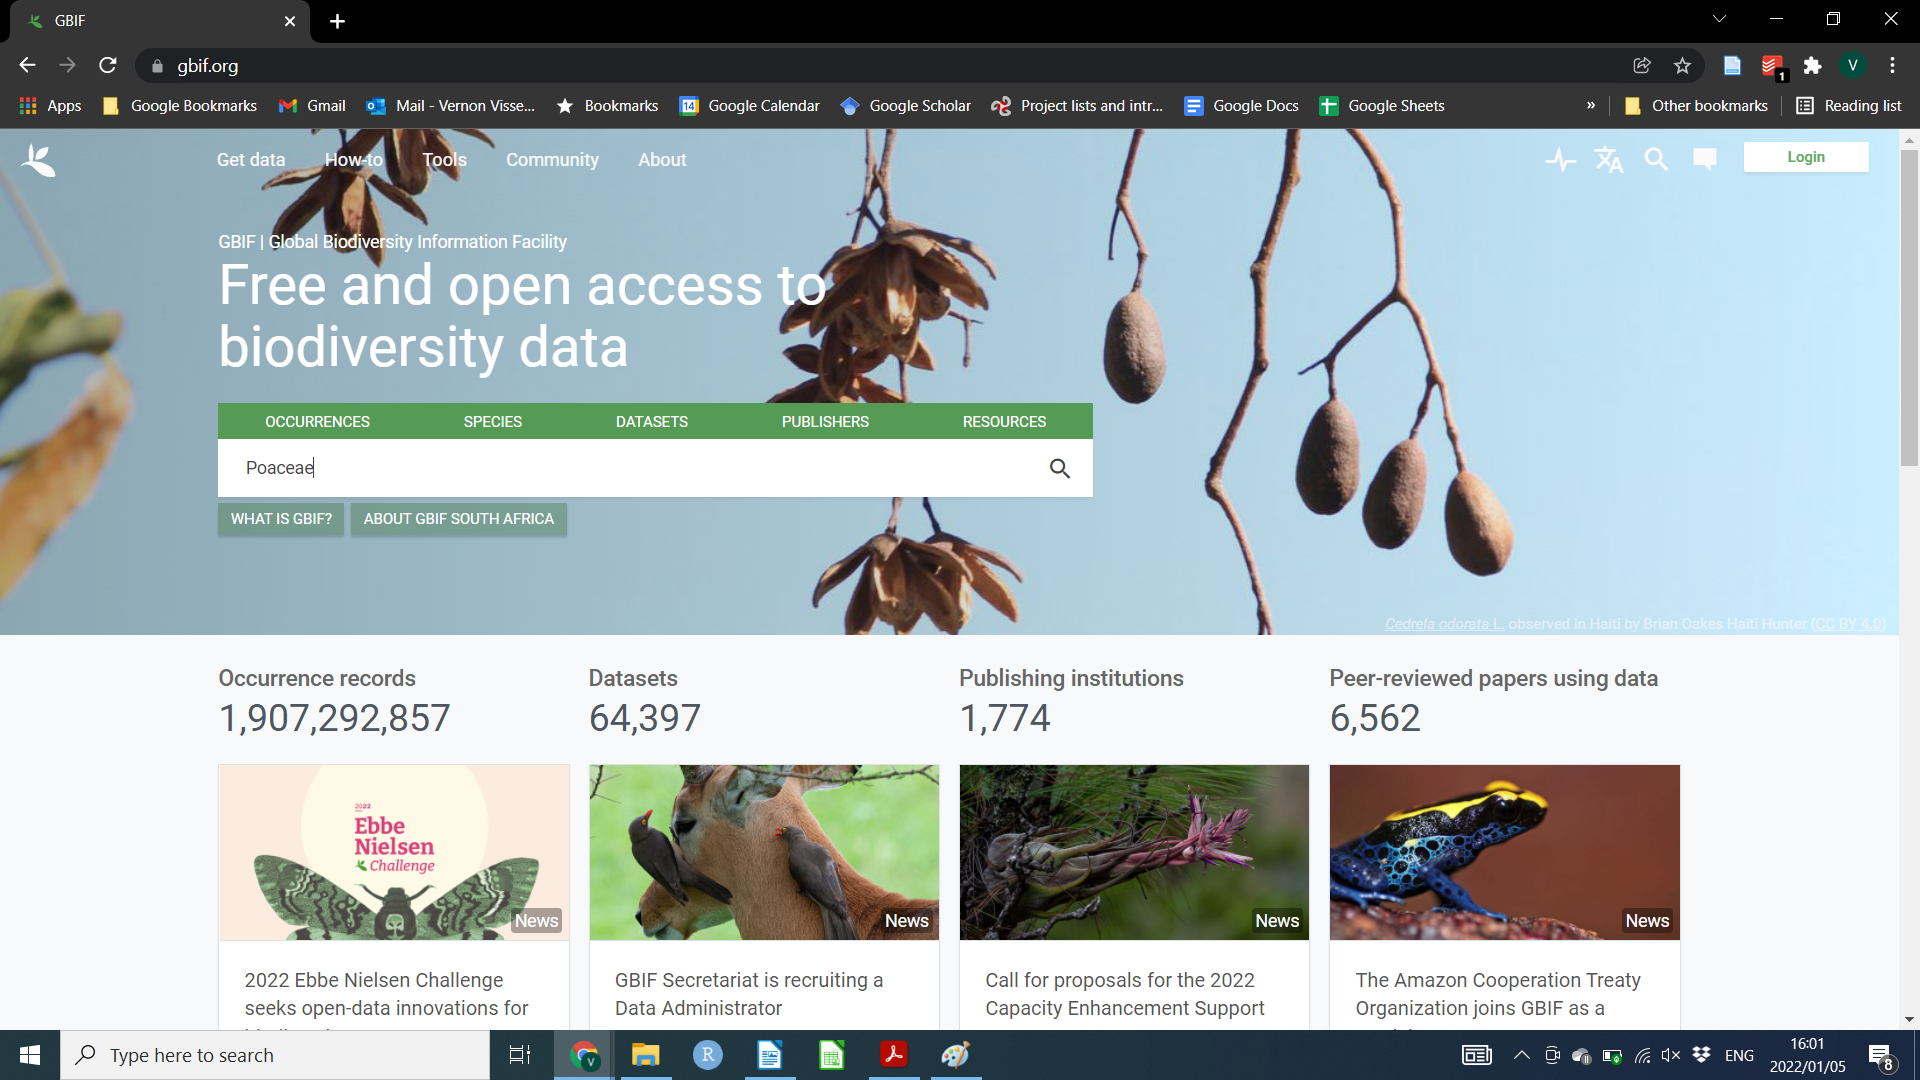 GBIF
gbif.org
1
V
Apps
Google Bookmarks
Gmail
Mail - Vernon Visse...
Bookmarks
14
Google Calendar
Google Scholar
Project lists and intr...
Google Docs
Google Sheets
»
Other bookmarks
Reading list
Get data
How-to
Tools
Community
About
Login
GBIF | Global Biodiversity Information Facility
Free and open access to
biodiversity data
OCCURRENCES
SPECIES
DATASETS
PUBLISHERS
RESOURCES
Poaceae
WHAT IS GBIF?
ABOUT GBIF SOUTH AFRICA
Cedrela odorata L. observed in Haiti by Brian Oakes Haiti Hunter (CC BY 4.0)
Occurrence records
1,907,292,857
Datasets
64,397
Publishing institutions
1,774
Peer-reviewed papers using data
6,562
2022
Ebbe
Nielsen
Challenge
News
News
News
News
2022 Ebbe Nielsen Challenge
seeks open-data innovations for
GBIF Secretariat is recruiting a
Data Administrator
Call for proposals for the 2022
Capacity Enhancement Support
The Amazon Cooperation Treaty
Organization joins GBIF as a
Type here to search
V
R
ENG
16:01
2022/01/05
8